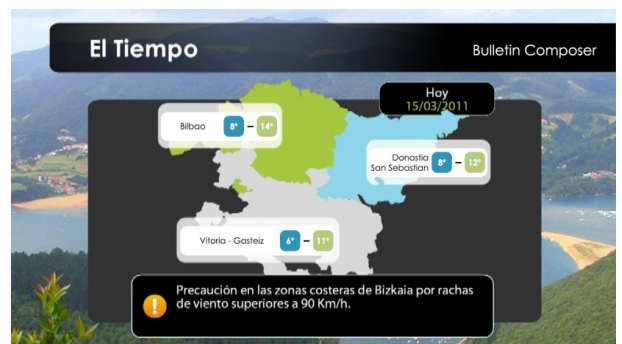 El Tiempo
Bulletin Composer
Hoy
15/03/2011
Bilbao 8° – 14°
Donostia
San Sebastian 8° – 12°
Vitoria - Gasteiz 6° – 11°
Precaución en las zonas costeras de Bizkaia por rachas
de viento superiores a 90 Km/h.